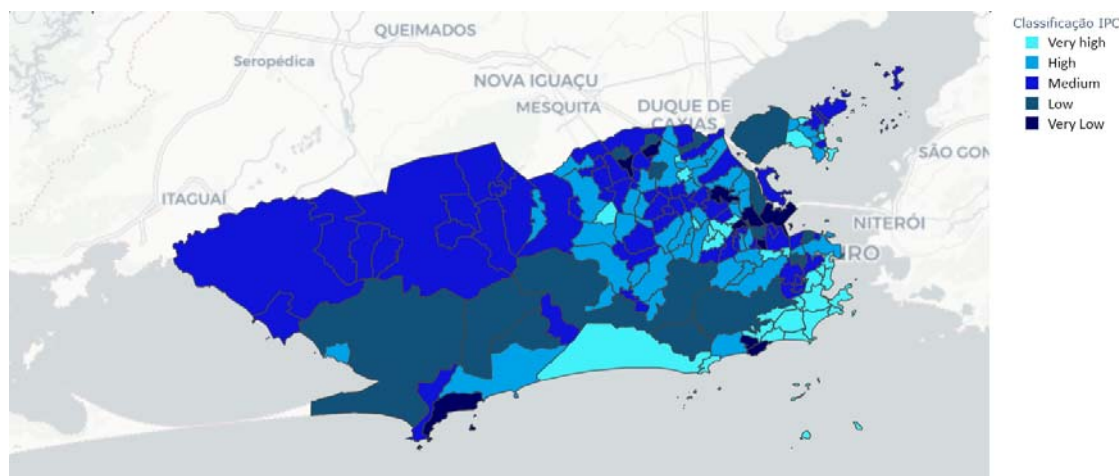 Classificação IPC
Very high
High
Medium
Low
Very Low
QUEIMADOS
Seropédica
NOVA IGUAÇU
MESQUITA
DUQUE DE
CAXIAS
SÃO GON
ITAGUAÍ
NITERÓI
IRO